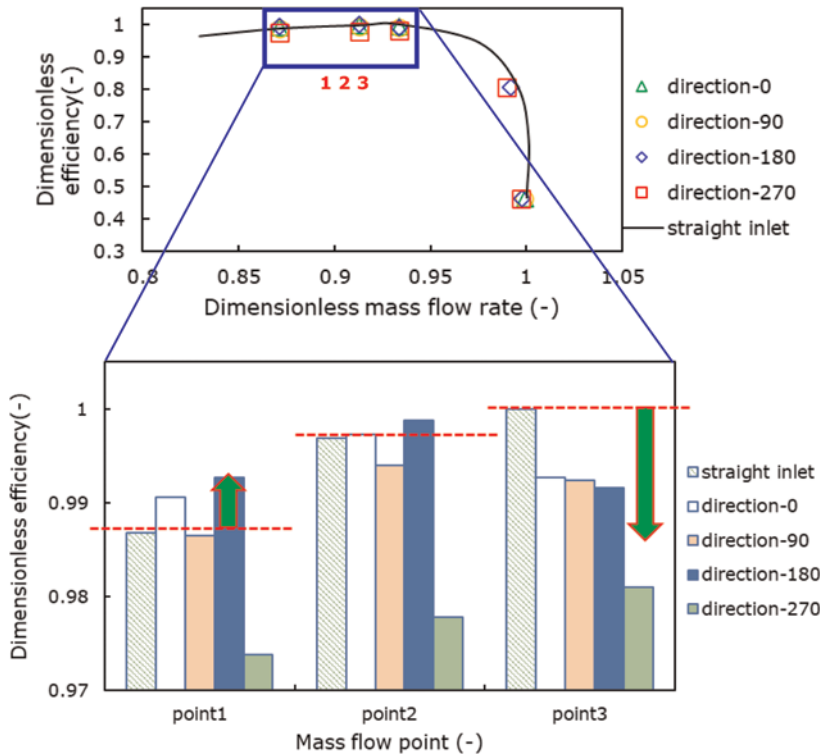 Dimensionless
efficiency(-)
1
0.9
0.8
0.7
0.6
0.5
0.4
0.3
1 2 3
0.8
0.85
0.9
0.95
1
1.05
Dimensionless mass flow rate (-)
direction-0
direction-90
direction-180
direction-270
straight inlet
Dimensionless efficiency(-)
1
0.99
0.98
0.97
point1
point2
point3
Mass flow point (-)
straight inlet
direction-0
direction-90
direction-180
direction-270